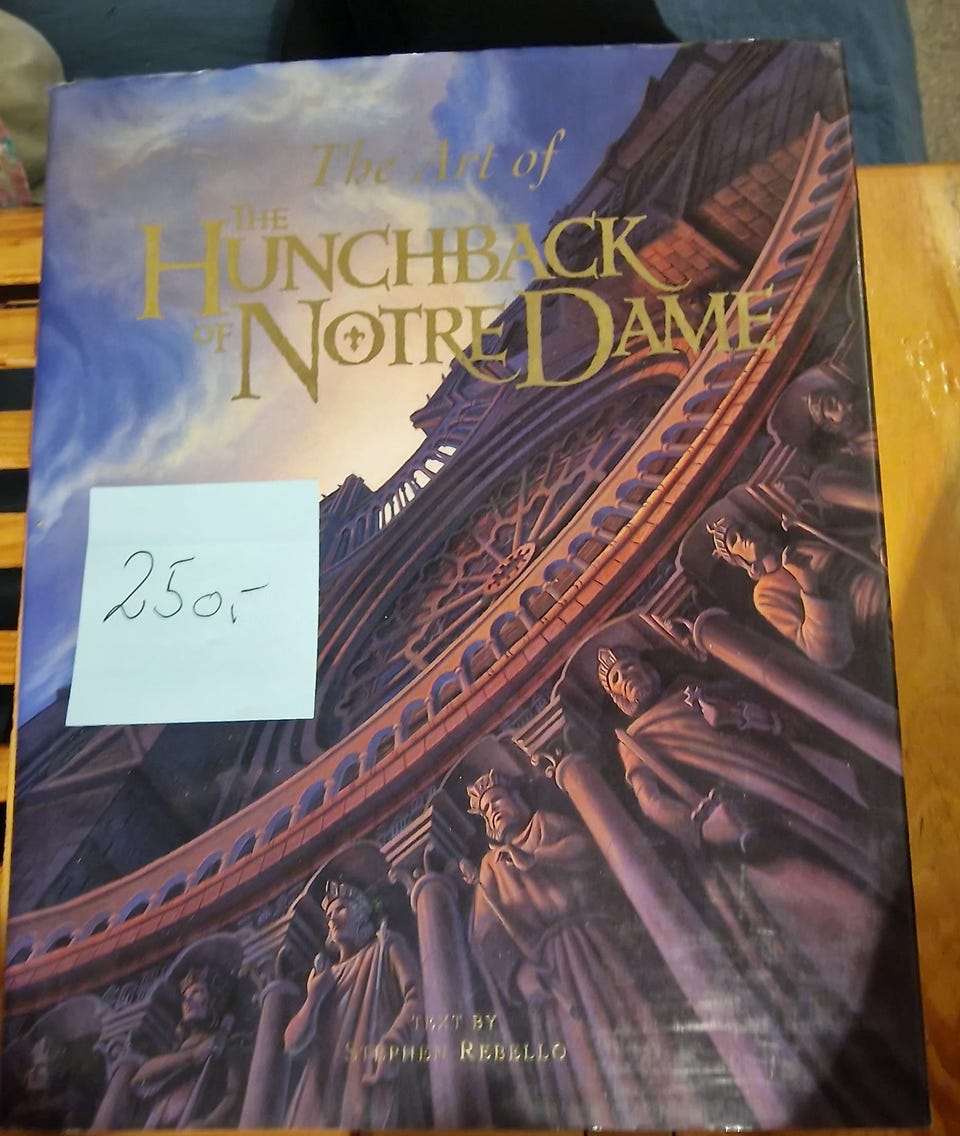 The Art of
THE
HUNCHBACK
OF NOTRE DAME
250,-
TEXT BY
STEPHEN REBELLO